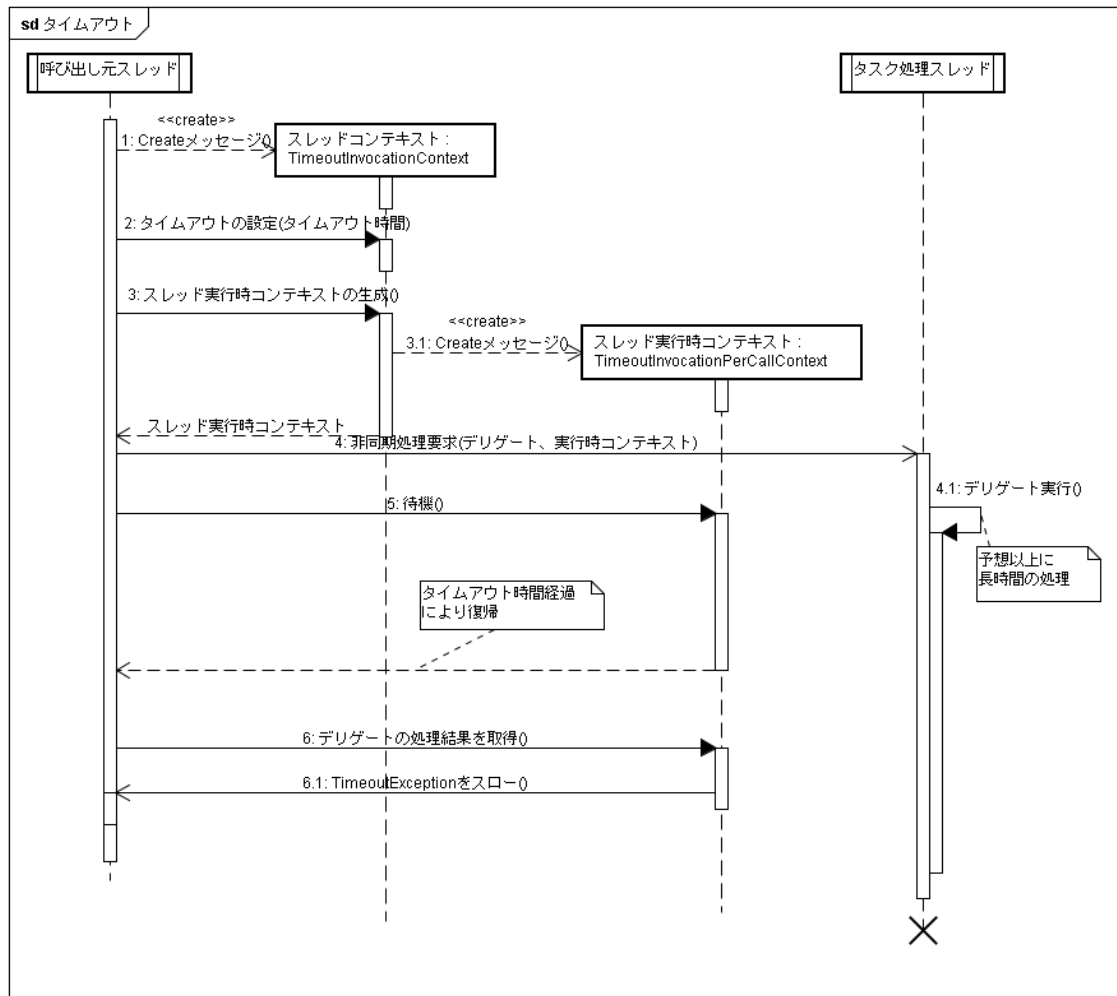 sd タイムアウト
呼び出し元スレッド
タスク処理スレッド
<<create>>
1: Createメッセージ()
スレッドコンテキスト :
TimeoutInvocationContext
2: タイムアウトの設定(タイムアウト時間)
3: スレッド実行時コンテキストの生成()
<<create>>
3.1: Createメッセージ()
スレッド実行時コンテキスト :
TimeoutInvocationPerCallContext
スレッド実行時コンテキスト
4: 非同期処理要求(デリゲート、実行時コンテキスト)
4.1: デリゲート実行()
5: 待機()
予想以上に
長時間の処理
タイムアウト時間経過
により復帰
6: デリゲートの処理結果を取得()
6.1: TimeoutExceptionをスロー()